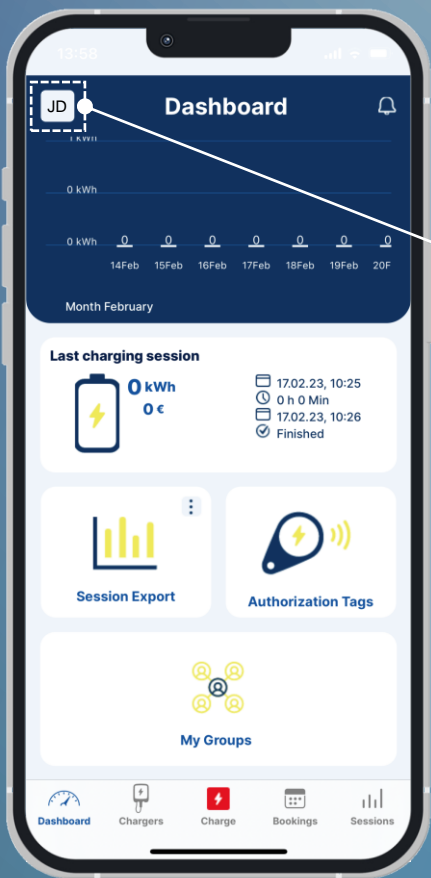 13:58
JD
Dashboard
1 kWh
0 kWh
0 kWh
0 0 0 0 0 0 0
14Feb 15Feb 16Feb 17Feb 18Feb 19Feb 20F
Month February
Last charging session
0 kWh
0 €
17.02.23, 10:25
0 h 0 Min
17.02.23, 10:26
Finished
Session Export
Authorization Tags
My Groups
Dashboard Chargers Charge Bookings Sessions